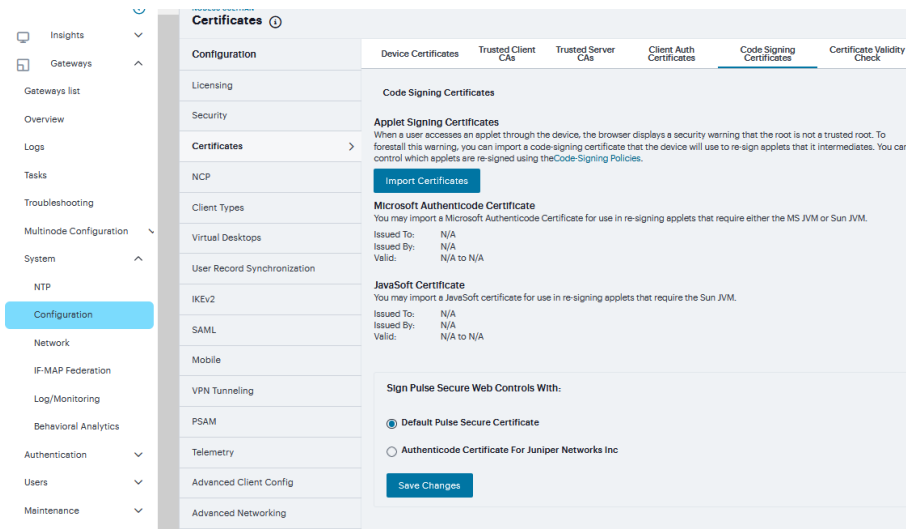 Certificates
Insights
Gateways
Gateways list
Overview
Logs
Tasks
Troubleshooting
Multinode Configuration
System
NTP
Configuration
Network
IF-MAP Federation
Log/Monitoring
Behavioral Analytics
Authentication
Users
Maintenance
Configuration
Licensing
Security
Certificates
NCP
Client Types
Virtual Desktops
User Record Synchronization
IKEv2
SAML
Mobile
VPN Tunneling
PSAM
Telemetry
Advanced Client Config
Advanced Networking
Device Certificates
Trusted Client
CAs
Trusted Server
CAs
Client Auth
Certificates
Code Signing
Certificates
Certificate Validity
Check
Code Signing Certificates
Applet Signing Certificates
When a user accesses an applet through the device, the browser displays a security warning that the root is not a trusted root. To
forestall this warning, you can import a code-signing certificate that the device will use to re-sign applets that it intermediates. You can
control which applets are re-signed using theCode-Signing Policies.
Import Certificates
Microsoft Authenticode Certificate
You may import a Microsoft Authenticode Certificate for use in re-signing applets that require either the MS JVM or Sun JVM.
Issued To: N/A
Issued By: N/A
Valid: N/A to N/A
JavaSoft Certificate
You may import a JavaSoft certificate for use in re-signing applets that require the Sun JVM.
Issued To: N/A
Issued By: N/A
Valid: N/A to N/A
Sign Pulse Secure Web Controls With:
Default Pulse Secure Certificate
Authenticode Certificate For Juniper Networks Inc
Save Changes